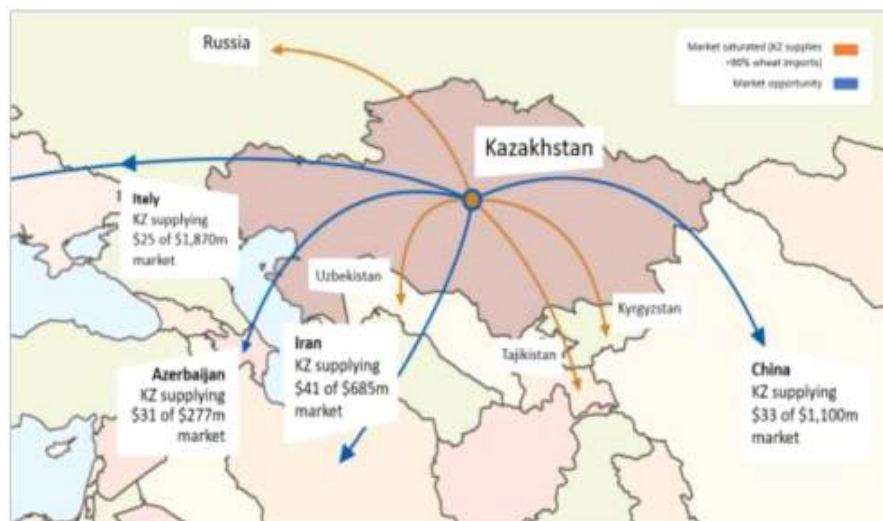 Russia
Market saturated (KZ supplies
>90% wheat imports)
Market opportunity
Kazakhstan
Italy
KZ supplying
$25 of $1,870m
market
Uzbekistan
Kyrgyzstan
Tajikistan
Iran
KZ supplying
$41 of $685m
market
Azerbaijan
KZ supplying
$31 of $277m
market
China
KZ supplying
$33 of $1,100m
market